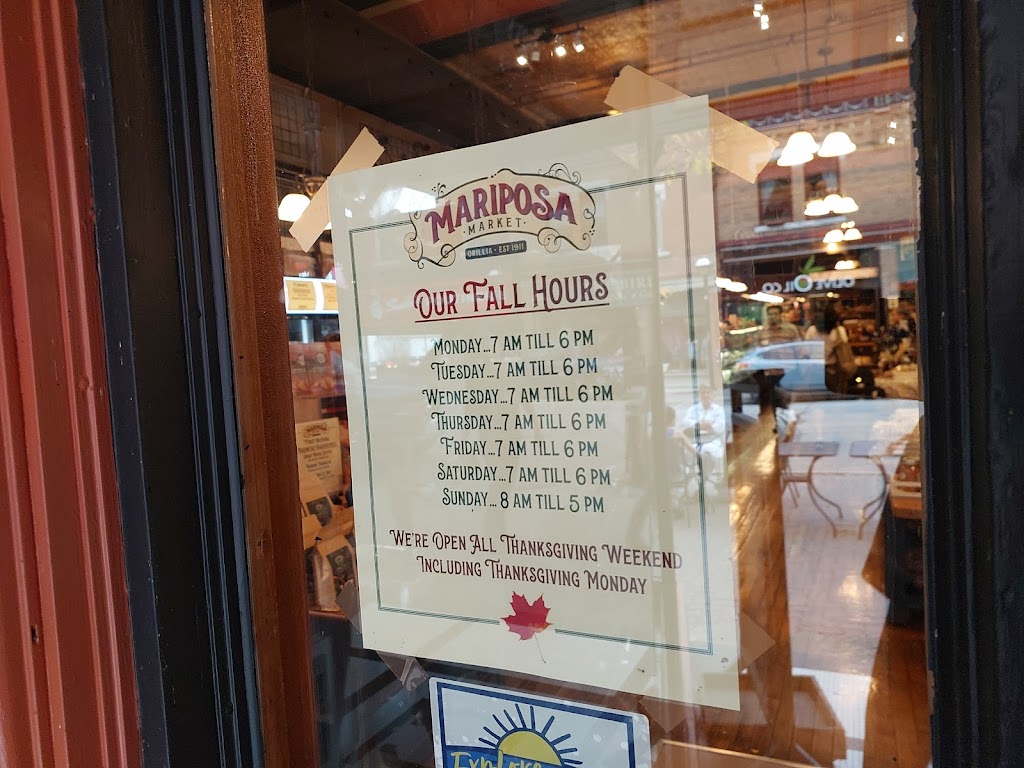 MARIPOSA
·MARKET·
ORILLIA · EST 1911
OUR FALL HOURS
MONDAY...7 AM TILL 6 PM
TUESDAY...7 AM TILL 6 PM
WEDNESDAY...7 AM TILL 6 PM
THURSDAY...7 AM TILL 6 PM
FRIDAY...7 AM TILL 6 PM
SATURDAY...7 AM TILL 6 PM
SUNDAY... 8 AM TILL 5 PM
WE'RE OPEN ALL THANKSGIVING WEEKEND
INCLUDING THANKSGIVING MONDAY
OLIVE OIL CO
Explore